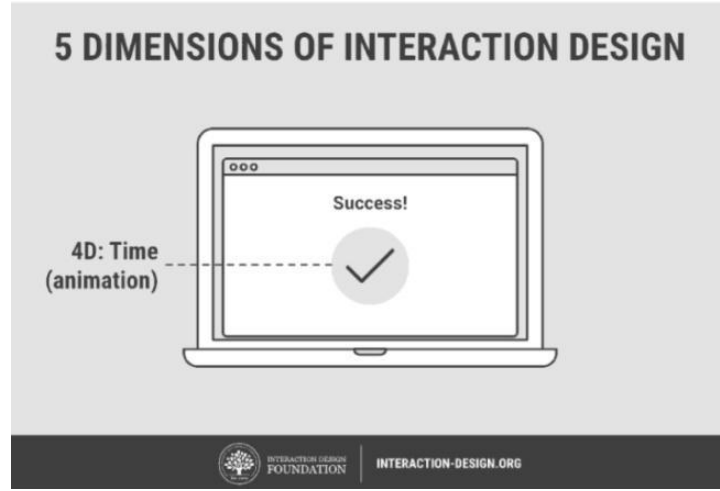 5 DIMENSIONS OF INTERACTION DESIGN
Success!
4D: Time
(animation)
INTERACTION DESIGN
FOUNDATION
INTERACTION-DESIGN.ORG